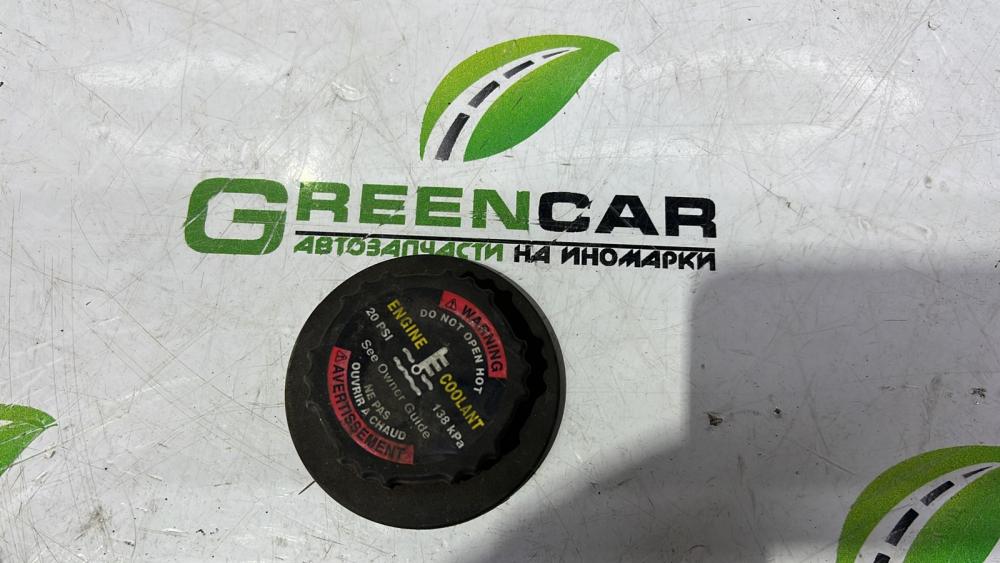 GREENCAR
АВТОЗАПЧАСТИ НА ИНОМАРКИ
WARNING
DO NOT OPEN HOT
ENGINE COOLANT
20 PSI 138 kPa
See Owner Guide
NE PAS
OUVRIR À CHAUD
AVERTISSEMENT